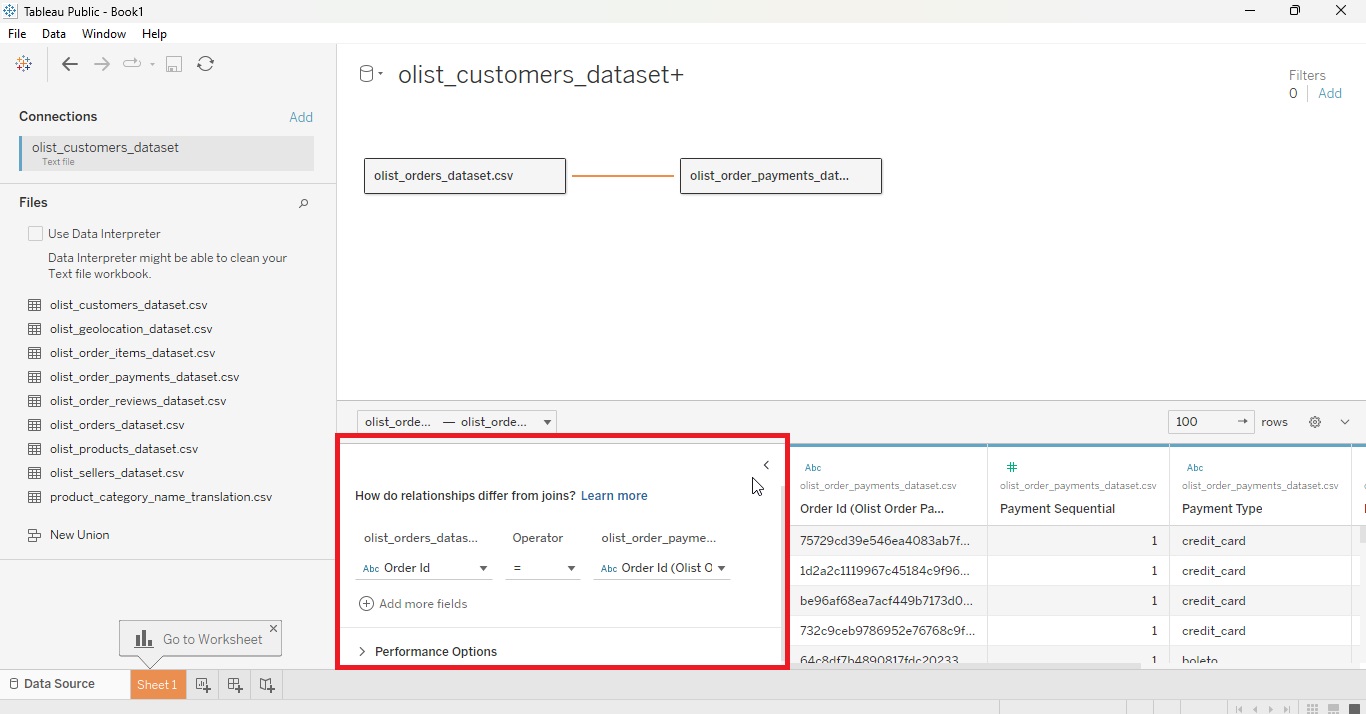 Tableau Public - Book1
File Data Window Help
Connections Add
olist_customers_dataset
Text file
Files
Use Data Interpreter
Data Interpreter might be able to clean your
Text file workbook.
olist_customers_dataset.csv
olist_geolocation_dataset.csv
olist_order_items_dataset.csv
olist_order_payments_dataset.csv
olist_order_reviews_dataset.csv
olist_orders_dataset.csv
olist_products_dataset.csv
olist_sellers_dataset.csv
product_category_name_translation.csv
New Union
Go to Worksheet
olist_customers_dataset+
Filters
0 Add
olist_orders_dataset.csv olist_order_payments_dat...
olist_orde... — olist_orde... 100 rows
How do relationships differ from joins? Learn more
olist_orders_datas... Operator olist_order_payme...
Abc Order Id = Abc Order Id (Olist O
Add more fields
Performance Options
Abc # Abc
olist_order_payments_dataset.csv olist_order_payments_dataset.csv olist_order_payments_dataset.csv
Order Id (Olist Order Pa... Payment Sequential Payment Type
75729cd39e546ea4083ab7f... 1 credit_card
1d2a2c1119967c45184c9f96... 1 credit_card
be96af68ea7acf449b7173d0... 1 credit_card
732c9ceb9786952e76768c9f... 1 credit_card
64c8df7b4890817fdc20233 1 boleto
Data Source Sheet 1